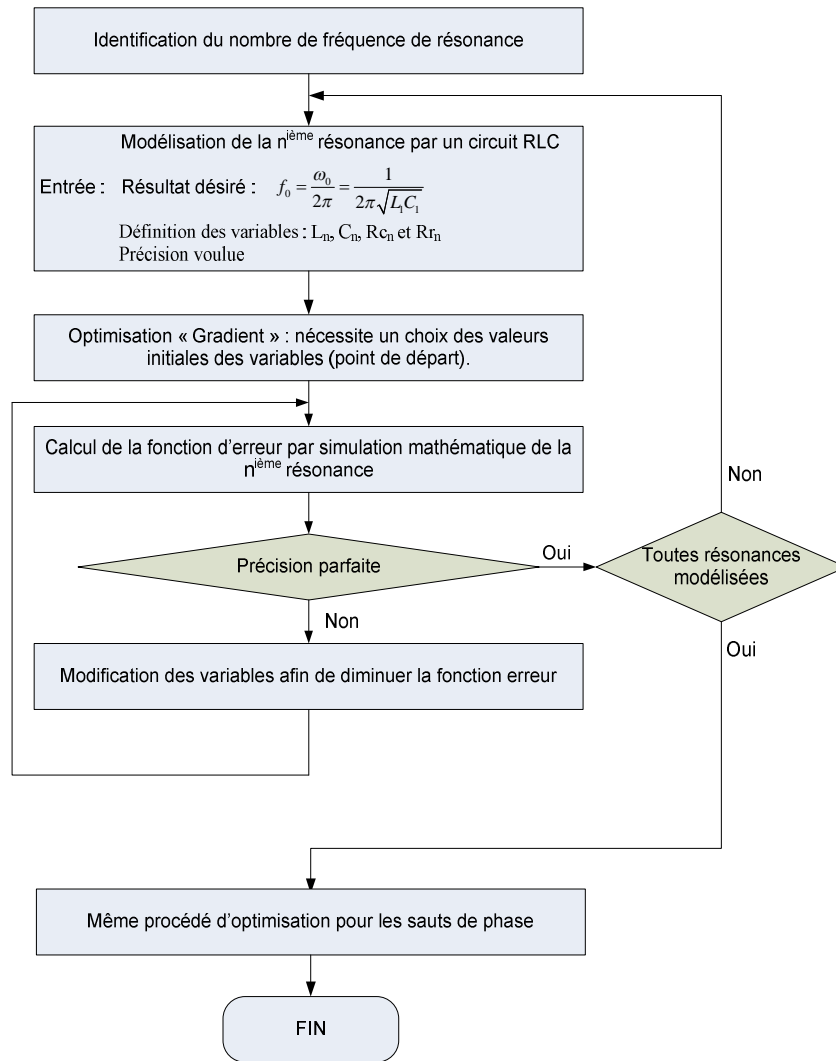 Identification du nombre de fréquence de résonance
Modélisation de la n^ième résonance par un circuit RLC
Entrée : Résultat désiré : f₀ = ω₀/2π = 1/(2π√(L₁C₁))
Définition des variables : Lₙ, Cₙ, Rcₙ et Rrₙ
Précision voulue
Optimisation « Gradient » : nécessite un choix des valeurs
initiales des variables (point de départ).
Calcul de la fonction d'erreur par simulation mathématique de la
n^ième résonance
Précision parfaite
Oui
Toutes résonances
modélisées
Non
Non
Oui
Modification des variables afin de diminuer la fonction erreur
Même procédé d'optimisation pour les sauts de phase
FIN